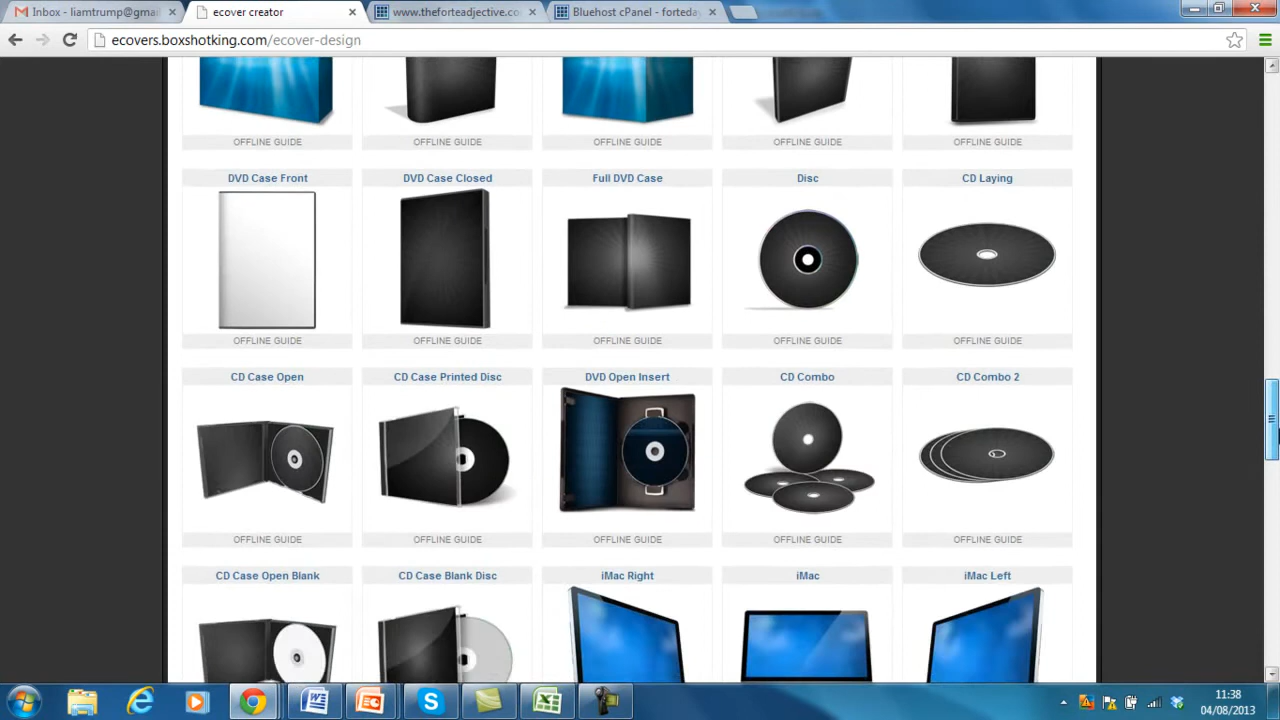 Inbox - liamtrump@gmai
ecover creator
www.theforteadjective.co
Bluehost cPanel - forteda
ecovers.boxshotking.com/ecover-design
OFFLINE GUIDE OFFLINE GUIDE OFFLINE GUIDE OFFLINE GUIDE OFFLINE GUIDE
DVD Case Front DVD Case Closed Full DVD Case Disc CD Laying
OFFLINE GUIDE OFFLINE GUIDE OFFLINE GUIDE OFFLINE GUIDE OFFLINE GUIDE
CD Case Open CD Case Printed Disc DVD Open Insert CD Combo CD Combo 2
OFFLINE GUIDE OFFLINE GUIDE OFFLINE GUIDE OFFLINE GUIDE OFFLINE GUIDE
CD Case Open Blank CD Case Blank Disc iMac Right iMac iMac Left
11:38
04/08/2013